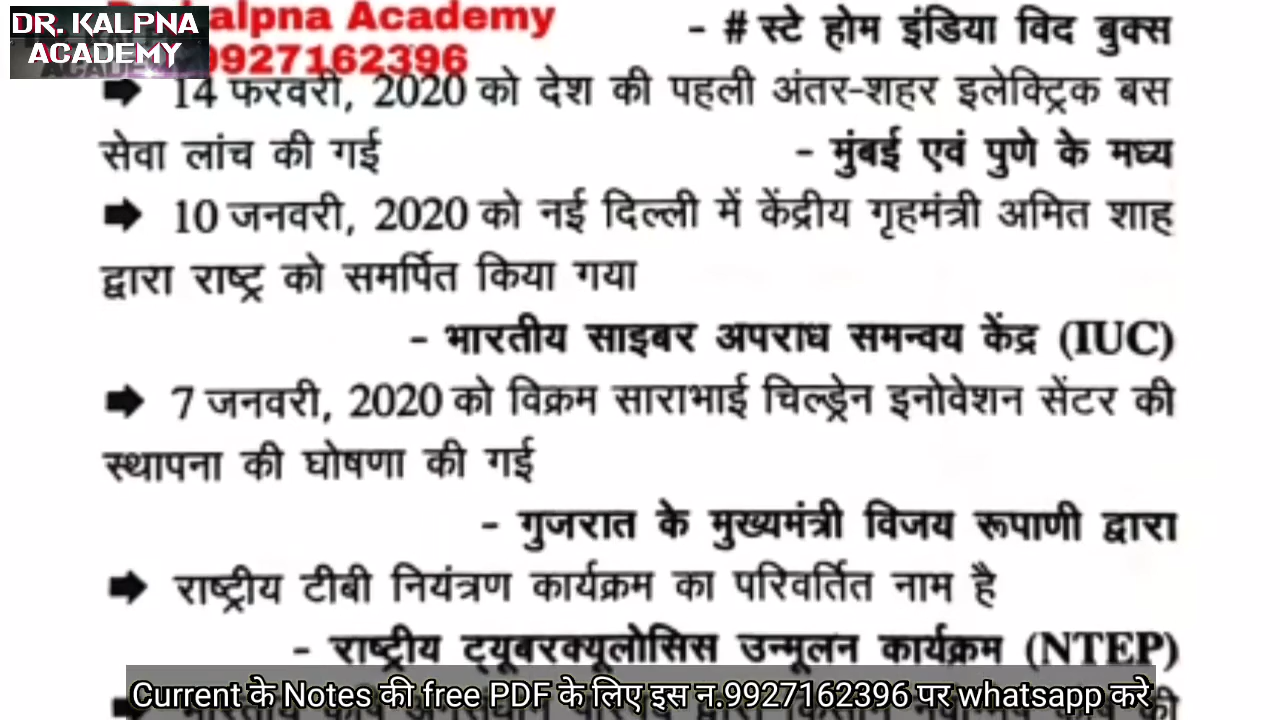 DR. KALPNA
ACADEMY
Kalpna Academy
9927162396
- # स्टे होम इंडिया विद बुक्स
➡ 14 फरवरी, 2020 को देश की पहली अंतर-शहर इलेक्ट्रिक बस
सेवा लांच की गई - मुंबई एवं पुणे के मध्य
➡ 10 जनवरी, 2020 को नई दिल्ली में केंद्रीय गृहमंत्री अमित शाह
द्वारा राष्ट्र को समर्पित किया गया
- भारतीय साइबर अपराध समन्वय केंद्र (IUC)
➡ 7 जनवरी, 2020 को विक्रम साराभाई चिल्ड्रेन इनोवेशन सेंटर की
स्थापना की घोषणा की गई
- गुजरात के मुख्यमंत्री विजय रूपाणी द्वारा
➡ राष्ट्रीय टीबी नियंत्रण कार्यक्रम का परिवर्तित नाम है
- राष्ट्रीय ट्यूबरक्यूलोसिस उन्मूलन कार्यक्रम (NTEP)
Current के Notes की free PDF के लिए इस न.9927162396 पर whatsapp करे